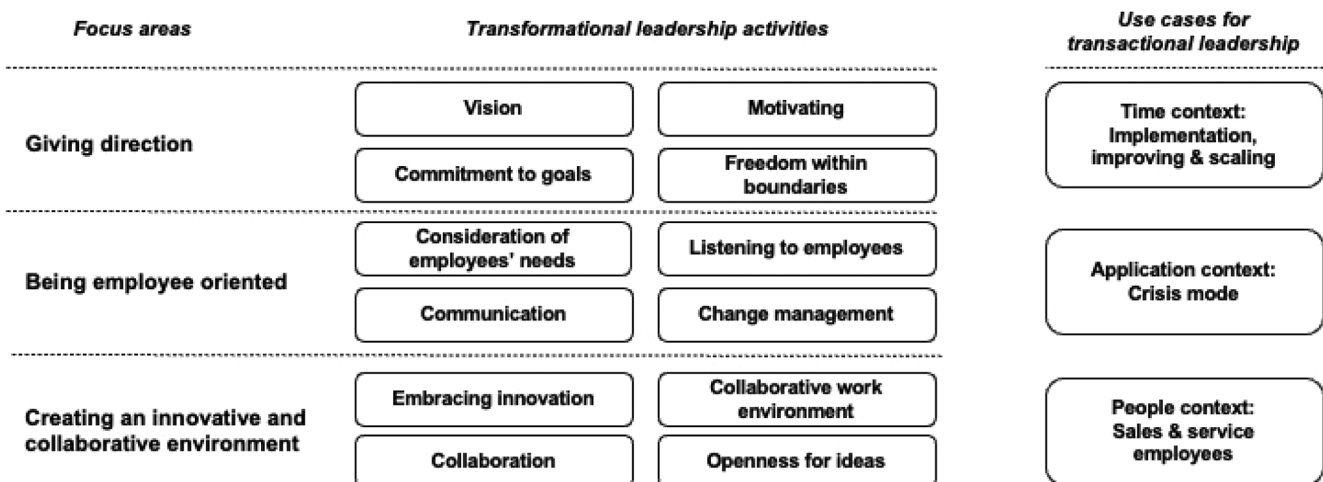 Focus areas
Transformational leadership activities
Use cases for
transactional leadership
Giving direction
Vision
Motivating
Commitment to goals
Freedom within
boundaries
Time context:
Implementation,
improving & scaling
Being employee oriented
Consideration of
employees' needs
Listening to employees
Communication
Change management
Application context:
Crisis mode
Creating an innovative and
collaborative environment
Embracing innovation
Collaborative work
environment
Collaboration
Openness for ideas
People context:
Sales & service
employees